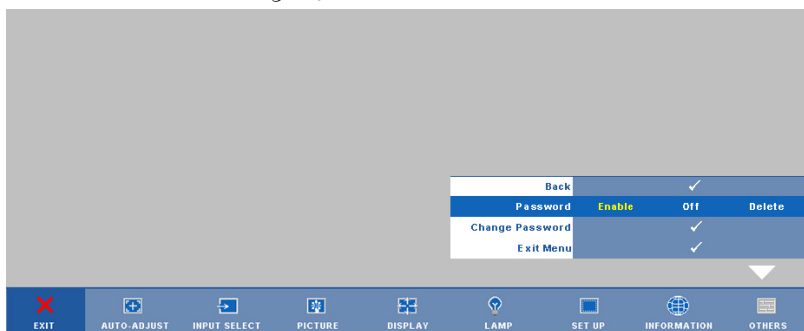 Back
Password Enable Off Delete
Change Password
Exit Menu
EXIT AUTO-ADJUST INPUT SELECT PICTURE DISPLAY LAMP SET UP INFORMATION OTHERS